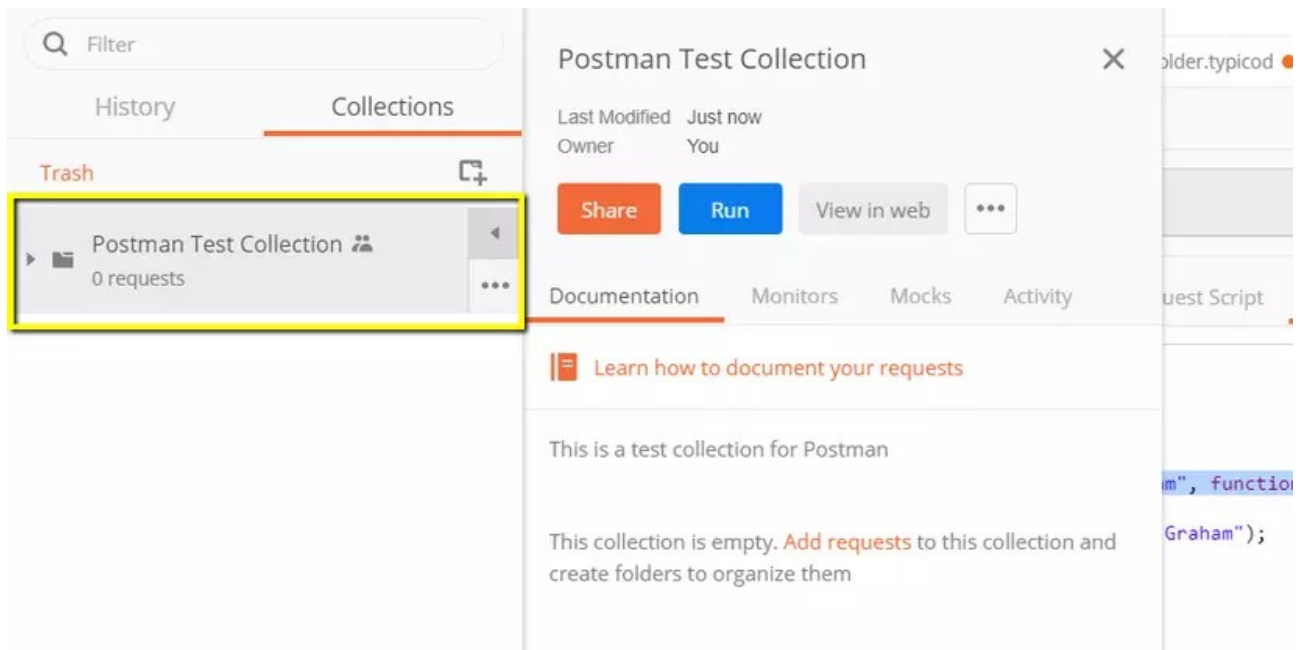 Filter
History Collections
Trash
Postman Test Collection
0 requests
Postman Test Collection
Last Modified Just now
Owner You
Share Run View in web
Documentation Monitors Mocks Activity
Learn how to document your requests
This is a test collection for Postman
This collection is empty. Add requests to this collection and
create folders to organize them
older.typicod
uest Script
m", function
Graham");